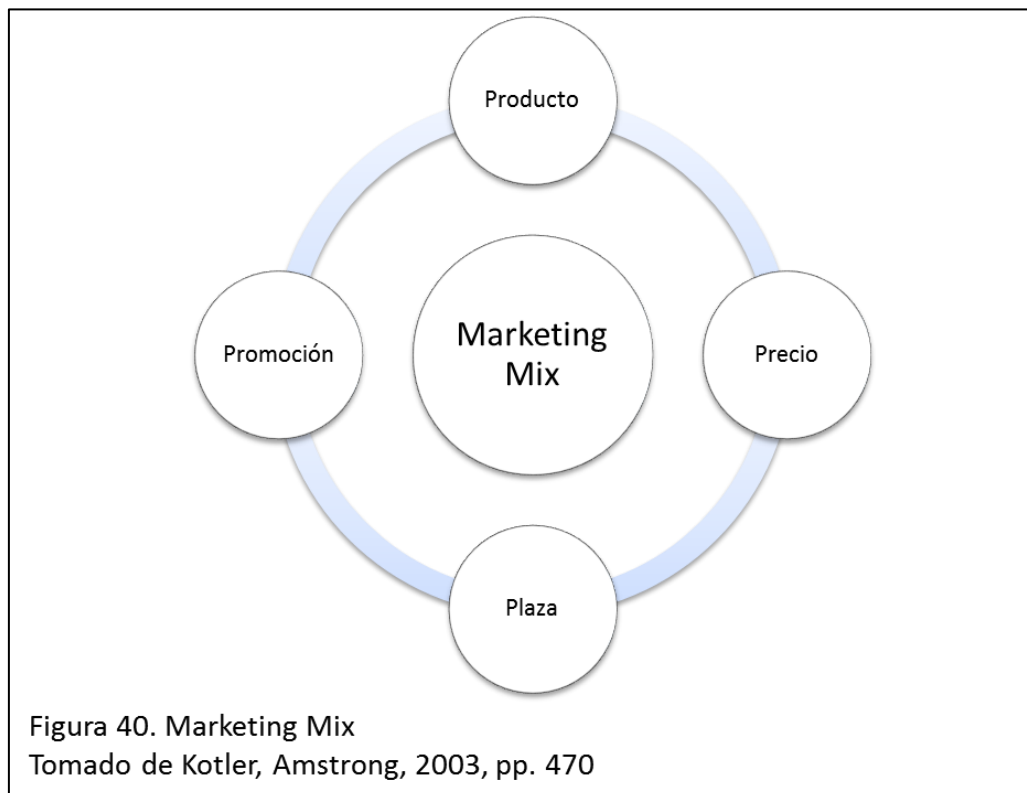 Producto
Promoción
Marketing
Mix
Precio
Plaza
Figura 40. Marketing Mix
Tomado de Kotler, Amstrong, 2003, pp. 470